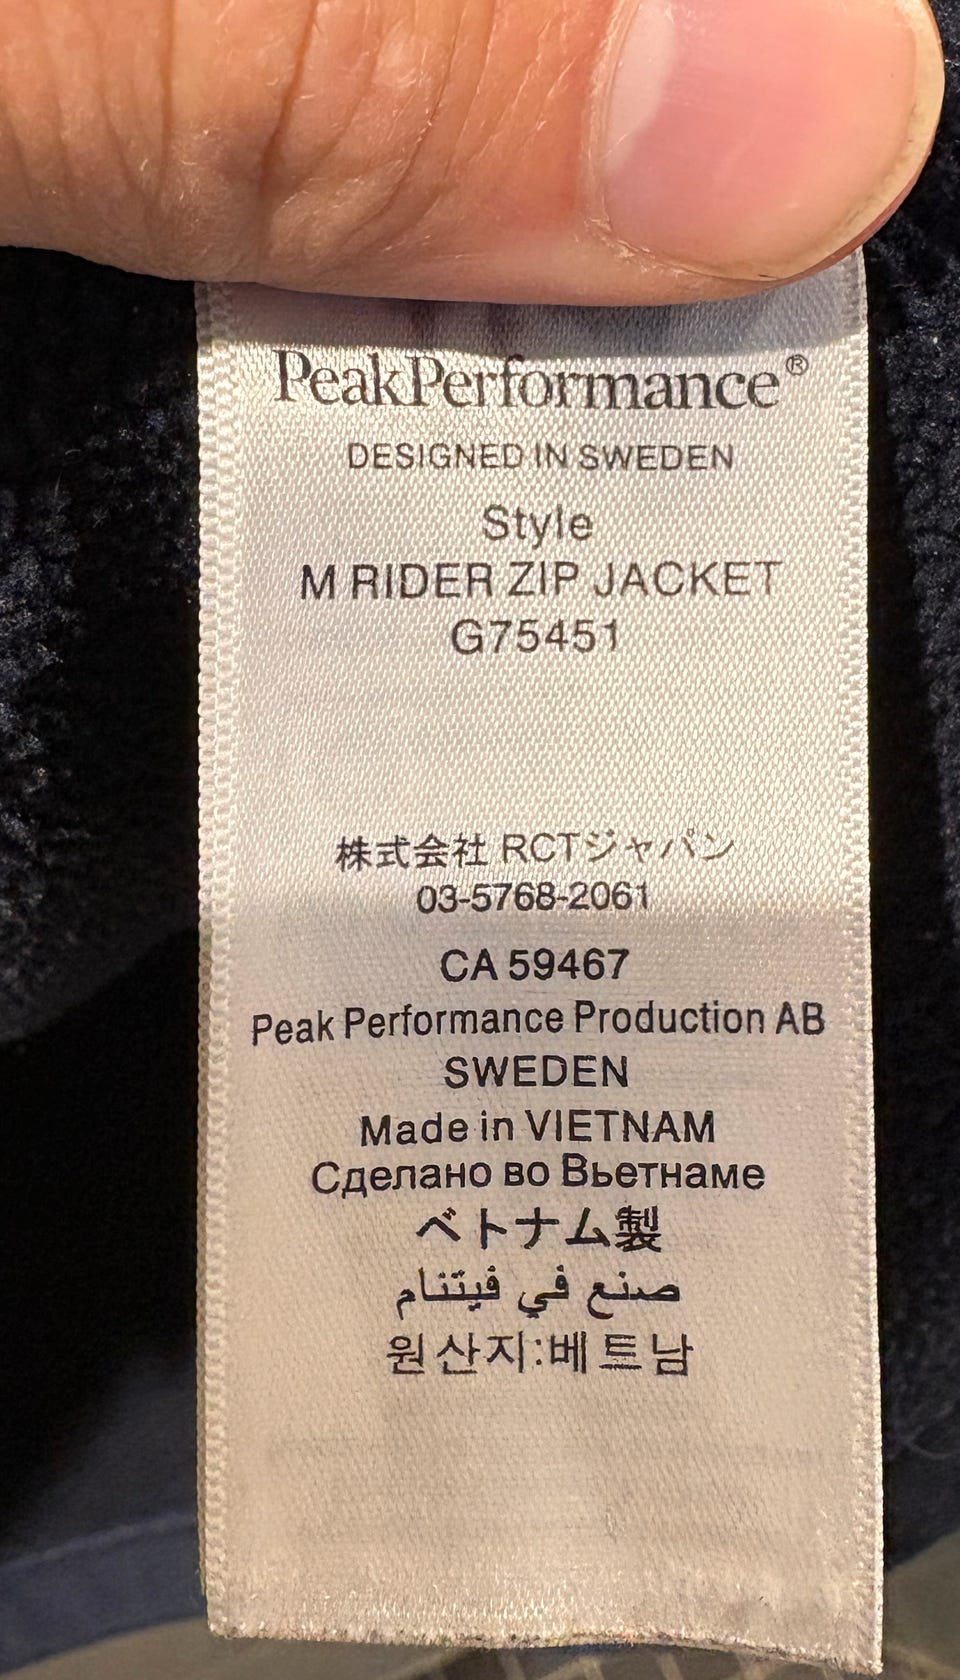 PeakPerformance®
DESIGNED IN SWEDEN
Style
M RIDER ZIP JACKET
G75451
株式会社 RCTジャパン
03-5768-2061
CA 59467
Peak Performance Production AB
SWEDEN
Made in VIETNAM
Сделано во Вьетнаме
ベトナム製
صنع في فيتنام
원산지:베트남